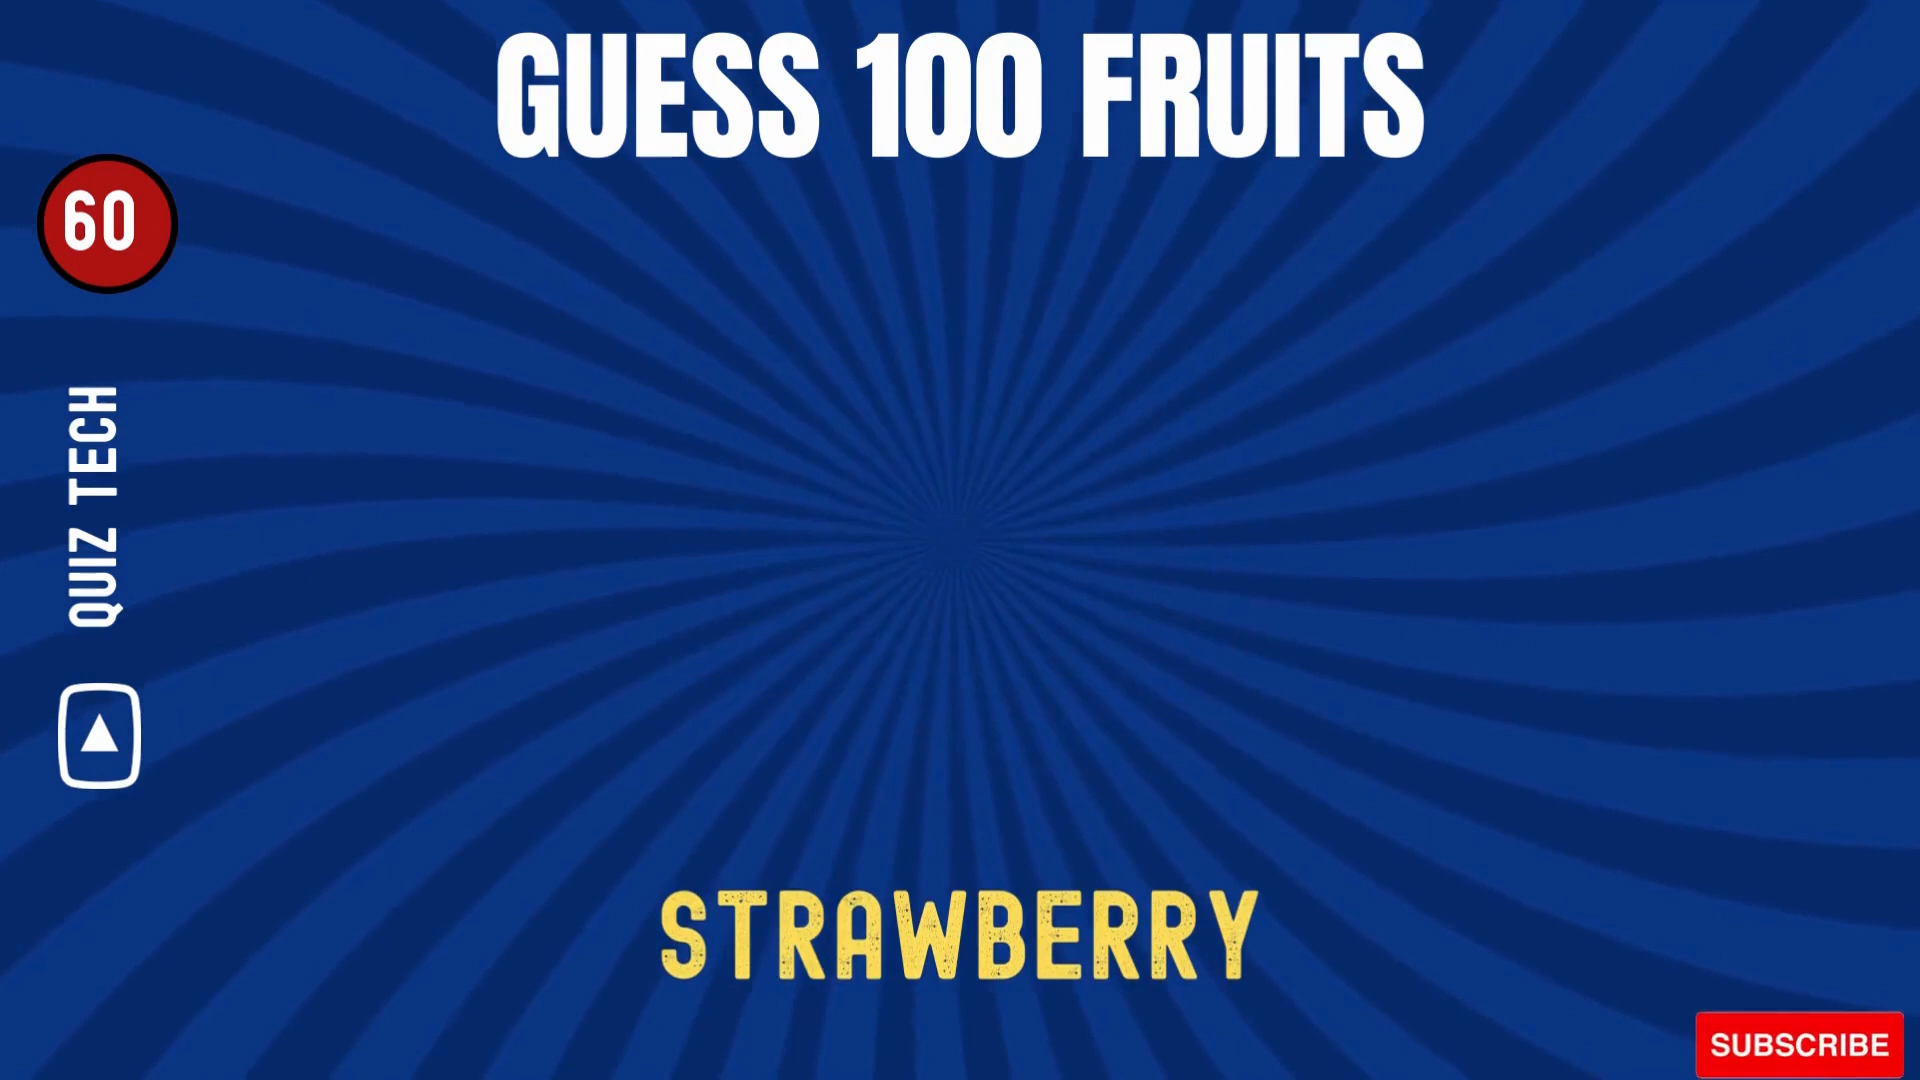 GUESS 100 FRUITS
60
QUIZ TECH
STRAWBERRY
SUBSCRIBE